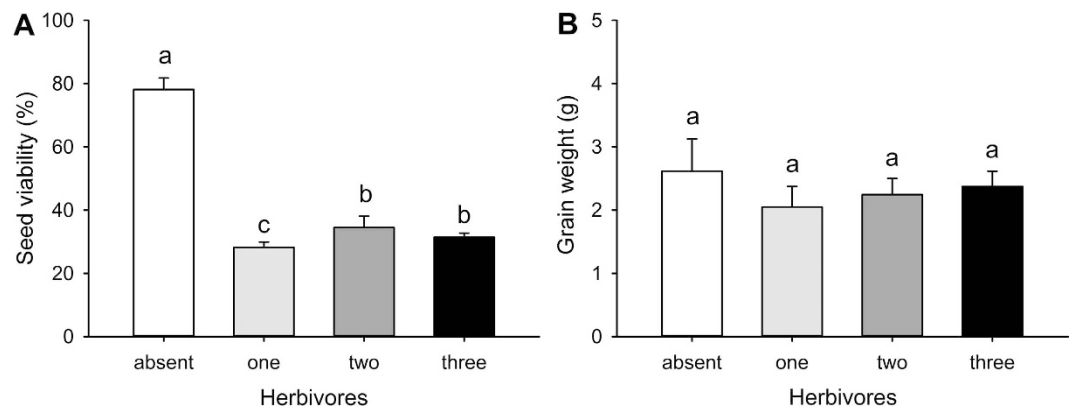 A
Seed viability (%)
100
80
60
40
20
0
a
c
b
b
absent one two three
Herbivores
B
Grain weight (g)
5
4
3
2
1
0
a
a
a
a
absent one two three
Herbivores